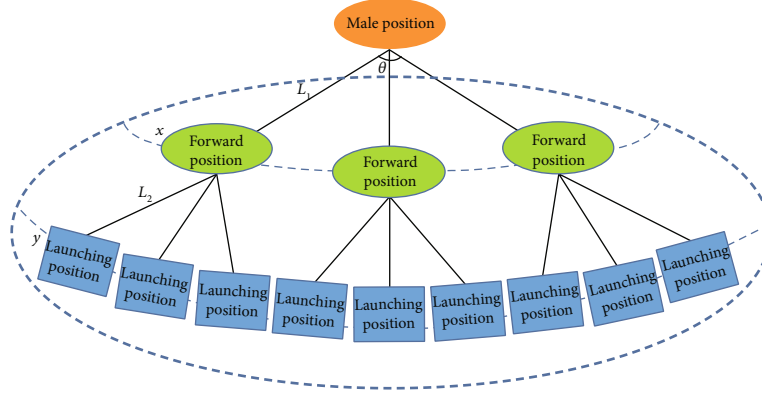 Male position
θ
L₁
x
Forward
position
Forward
position
Forward
position
L₂
y
Launching
position
Launching
position
Launching
position
Launching
position
Launching
position
Launching
position
Launching
position
Launching
position
Launching
position